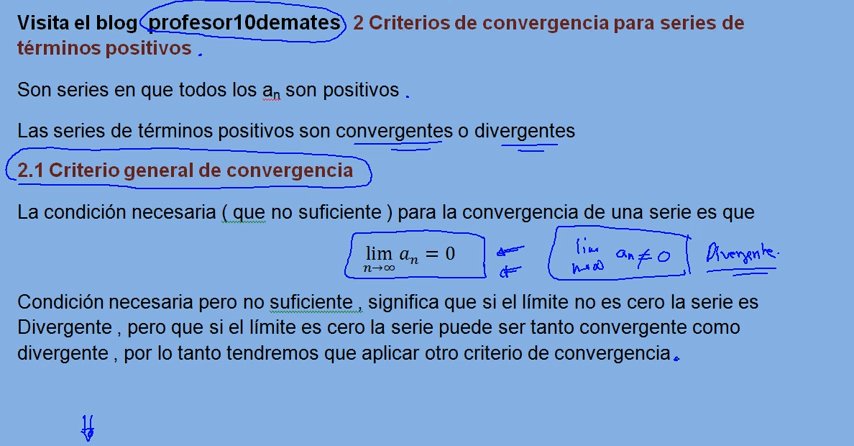 Visita el blog profesor10demates 2 Criterios de convergencia para series de
términos positivos .
Son series en que todos los aₙ son positivos .
Las series de términos positivos son convergentes o divergentes
2.1 Criterio general de convergencia
La condición necesaria ( que no suficiente ) para la convergencia de una serie es que
lim n→∞ aₙ = 0 ⇐ ⇐ lim n→∞ aₙ ≠ 0 Divergente.
Condición necesaria pero no suficiente , significa que si el límite no es cero la serie es
Divergente , pero que si el límite es cero la serie puede ser tanto convergente como
divergente , por lo tanto tendremos que aplicar otro criterio de convergencia .